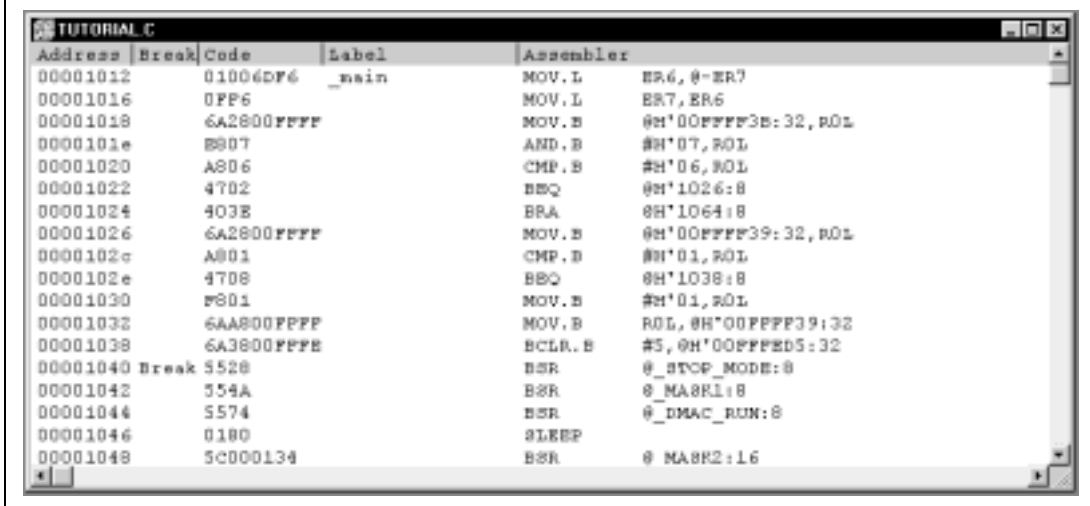 TUTORIAL.C
Address Break Code Label Assembler
00001012 01006DF6 _main MOV.L ER6,@-ER7
00001016 0FF6 MOV.L ER7,ER6
00001018 6A2800FFFF MOV.B @H'00FFFF3B:32,R0L
0000101e E807 AND.B #H'07,R0L
00001020 A806 CMP.B #H'06,R0L
00001022 4702 BEQ @H'1026:8
00001024 403E BRA @H'1064:8
00001026 6A2800FFFF MOV.B @H'00FFFF39:32,R0L
0000102c A801 CMP.B #H'01,R0L
0000102e 4708 BEQ @H'1038:8
00001030 F801 MOV.B #H'01,R0L
00001032 6AA800FFFF MOV.B R0L,@H'00FFFF39:32
00001038 6A3800FFFE BCLR.B #5,@H'00FFFED5:32
00001040 Break 5528 BSR @_STOP_MODE:8
00001042 554A BSR @_MASK1:8
00001044 5574 BSR @_DMAC_RUN:8
00001046 0180 SLEEP
00001048 5C000134 BSR @_MASK2:16